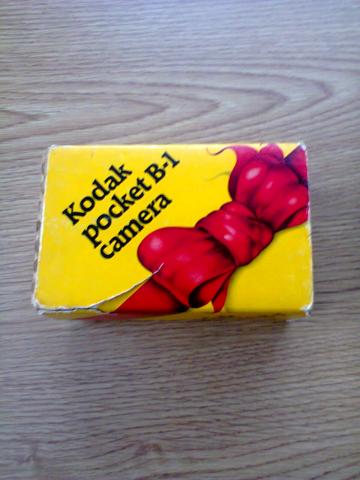 Kodak
pocket B-1
camera